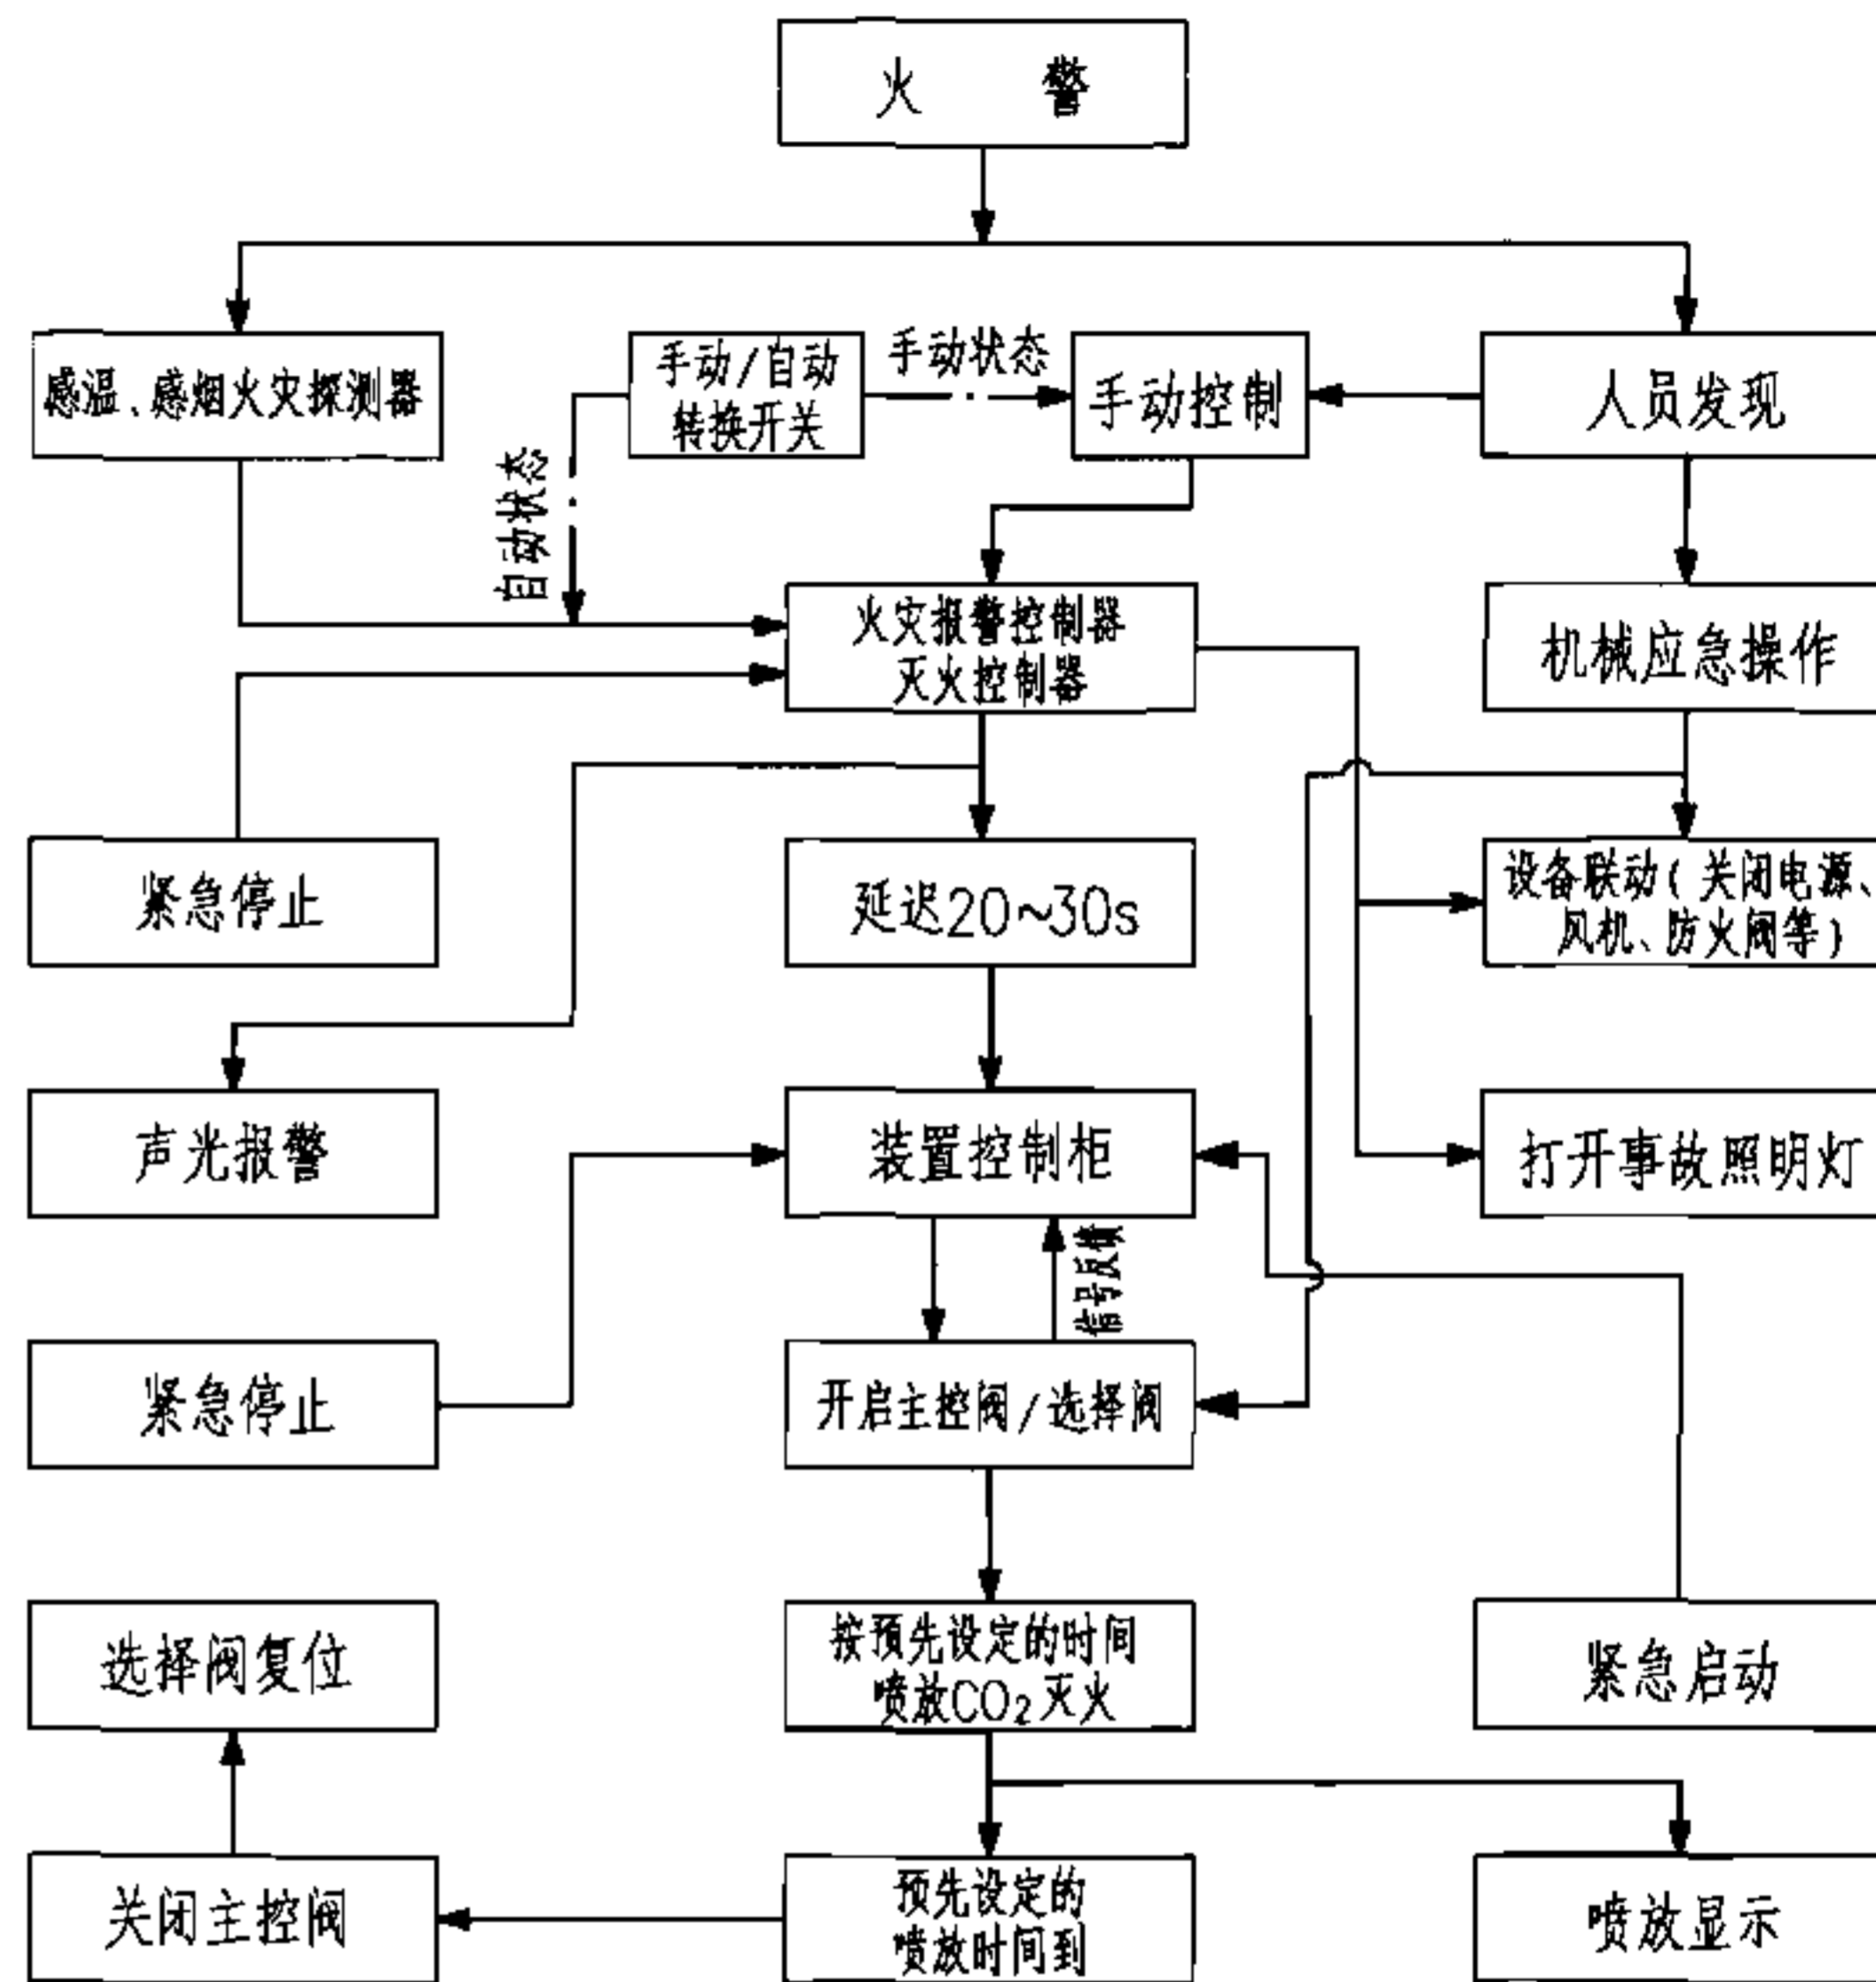 火 警
感温、感烟火灾探测器
手动/自动
转换开关
手动状态
手动控制
人员发现
自动状态
火灾报警控制器
灭火控制器
机械应急操作
紧急停止
延迟20~30s
设备联动(关闭电源、
风机、防火阀等)
声光报警
装置控制柜
打开事故照明灯
信号反馈
紧急停止
开启主控阀/选择阀
选择阀复位
按预先设定的时间
喷放CO₂灭火
紧急启动
关闭主控阀
预先设定的
喷放时间到
喷放显示